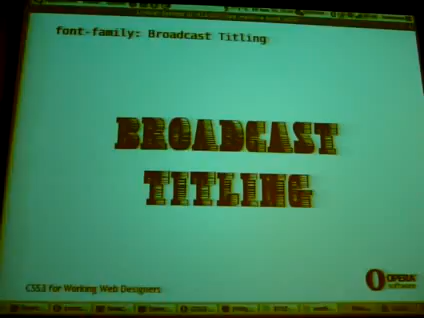 font-family: Broadcast Titling
BROADCAST
TITLING
CSS3 for Working Web Designers
OPERA
software